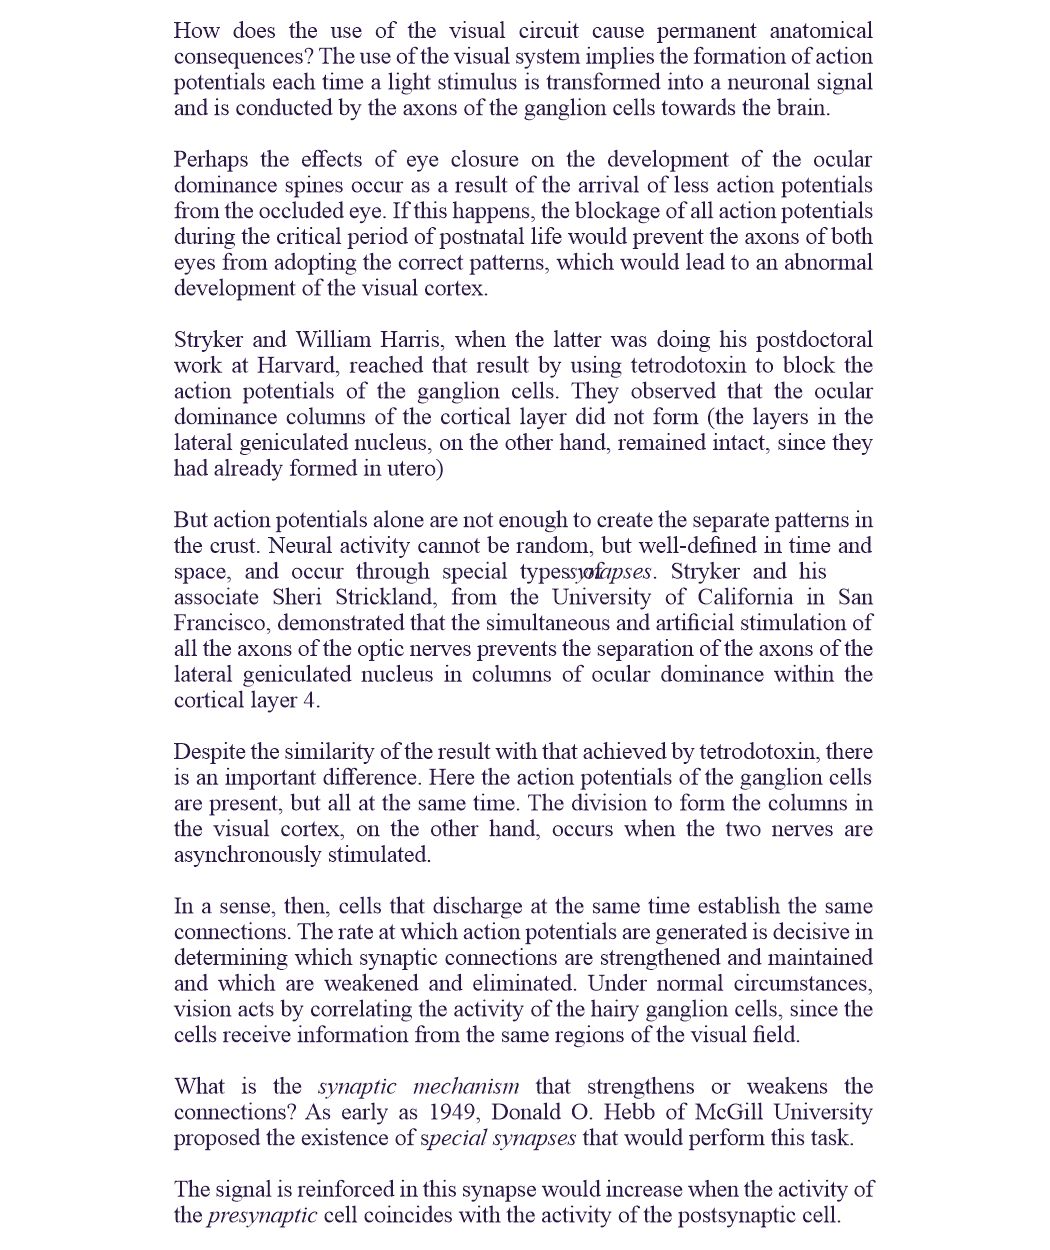 How does the use of the visual circuit cause permanent anatomical
consequences? The use of the visual system implies the formation of action
potentials each time a light stimulus is transformed into a neuronal signal
and is conducted by the axons of the ganglion cells towards the brain.
Perhaps the effects of eye closure on the development of the ocular
dominance spines occur as a result of the arrival of less action potentials
from the occluded eye. If this happens, the blockage of all action potentials
during the critical period of postnatal life would prevent the axons of both
eyes from adopting the correct patterns, which would lead to an abnormal
development of the visual cortex.
Stryker and William Harris, when the latter was doing his postdoctoral
work at Harvard, reached that result by using tetrodotoxin to block the
action potentials of the ganglion cells. They observed that the ocular
dominance columns of the cortical layer did not form (the layers in the
lateral geniculated nucleus, on the other hand, remained intact, since they
had already formed in utero)
But action potentials alone are not enough to create the separate patterns in
the crust. Neural activity cannot be random, but well-defined in time and
space, and occur through special types of synapses. Stryker and his
associate Sheri Strickland, from the University of California in San
Francisco, demonstrated that the simultaneous and artificial stimulation of
all the axons of the optic nerves prevents the separation of the axons of the
lateral geniculated nucleus in columns of ocular dominance within the
cortical layer 4.
Despite the similarity of the result with that achieved by tetrodotoxin, there
is an important difference. Here the action potentials of the ganglion cells
are present, but all at the same time. The division to form the columns in
the visual cortex, on the other hand, occurs when the two nerves are
asynchronously stimulated.
In a sense, then, cells that discharge at the same time establish the same
connections. The rate at which action potentials are generated is decisive in
determining which synaptic connections are strengthened and maintained
and which are weakened and eliminated. Under normal circumstances,
vision acts by correlating the activity of the hairy ganglion cells, since the
cells receive information from the same regions of the visual field.
What is the synaptic mechanism that strengthens or weakens the
connections? As early as 1949, Donald O. Hebb of McGill University
proposed the existence of special synapses that would perform this task.
The signal is reinforced in this synapse would increase when the activity of
the presynaptic cell coincides with the activity of the postsynaptic cell.